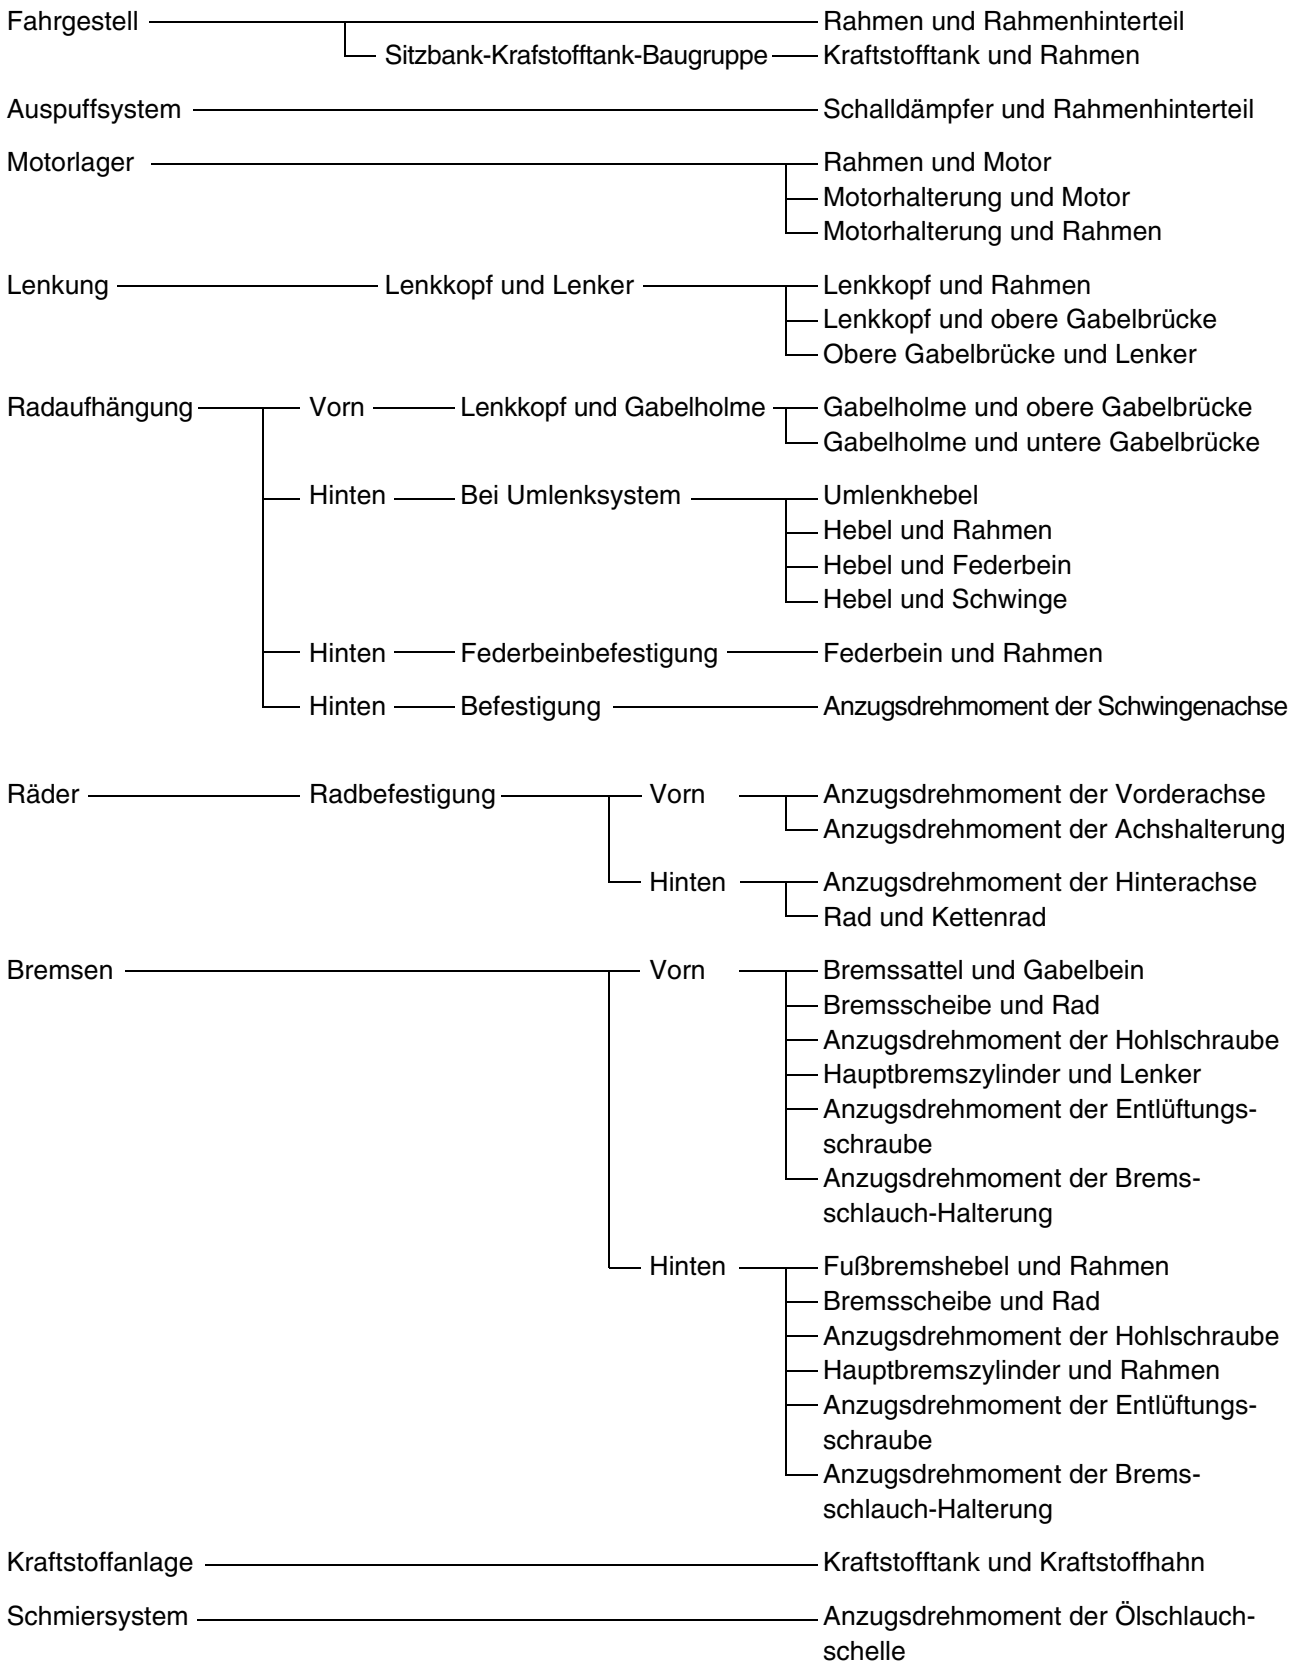 Fahrgestell Rahmen und Rahmenhinterteil
Sitzbank-Krafstofftank-Baugruppe Kraftstofftank und Rahmen
Auspuffsystem Schalldämpfer und Rahmenhinterteil
Motorlager Rahmen und Motor
Motorhalterung und Motor
Motorhalterung und Rahmen
Lenkung Lenkkopf und Lenker Lenkkopf und Rahmen
Lenkkopf und obere Gabelbrücke
Obere Gabelbrücke und Lenker
Radaufhängung Vorn Lenkkopf und Gabelholme Gabelholme und obere Gabelbrücke
Gabelholme und untere Gabelbrücke
Hinten Bei Umlenksystem Umlenkhebel
Hebel und Rahmen
Hebel und Federbein
Hebel und Schwinge
Hinten Federbeinbefestigung Federbein und Rahmen
Hinten Befestigung Anzugsdrehmoment der Schwingenachse
Räder Radbefestigung Vorn Anzugsdrehmoment der Vorderachse
Anzugsdrehmoment der Achshalterung
Hinten Anzugsdrehmoment der Hinterachse
Rad und Kettenrad
Bremsen Vorn Bremssattel und Gabelbein
Bremsscheibe und Rad
Anzugsdrehmoment der Hohlschraube
Hauptbremszylinder und Lenker
Anzugsdrehmoment der Entlüftungs-
schraube
Anzugsdrehmoment der Brems-
schlauch-Halterung
Hinten Fußbremshebel und Rahmen
Bremsscheibe und Rad
Anzugsdrehmoment der Hohlschraube
Hauptbremszylinder und Rahmen
Anzugsdrehmoment der Entlüftungs-
schraube
Anzugsdrehmoment der Brems-
schlauch-Halterung
Kraftstoffanlage Kraftstofftank und Kraftstoffhahn
Schmiersystem Anzugsdrehmoment der Ölschlauch-
schelle